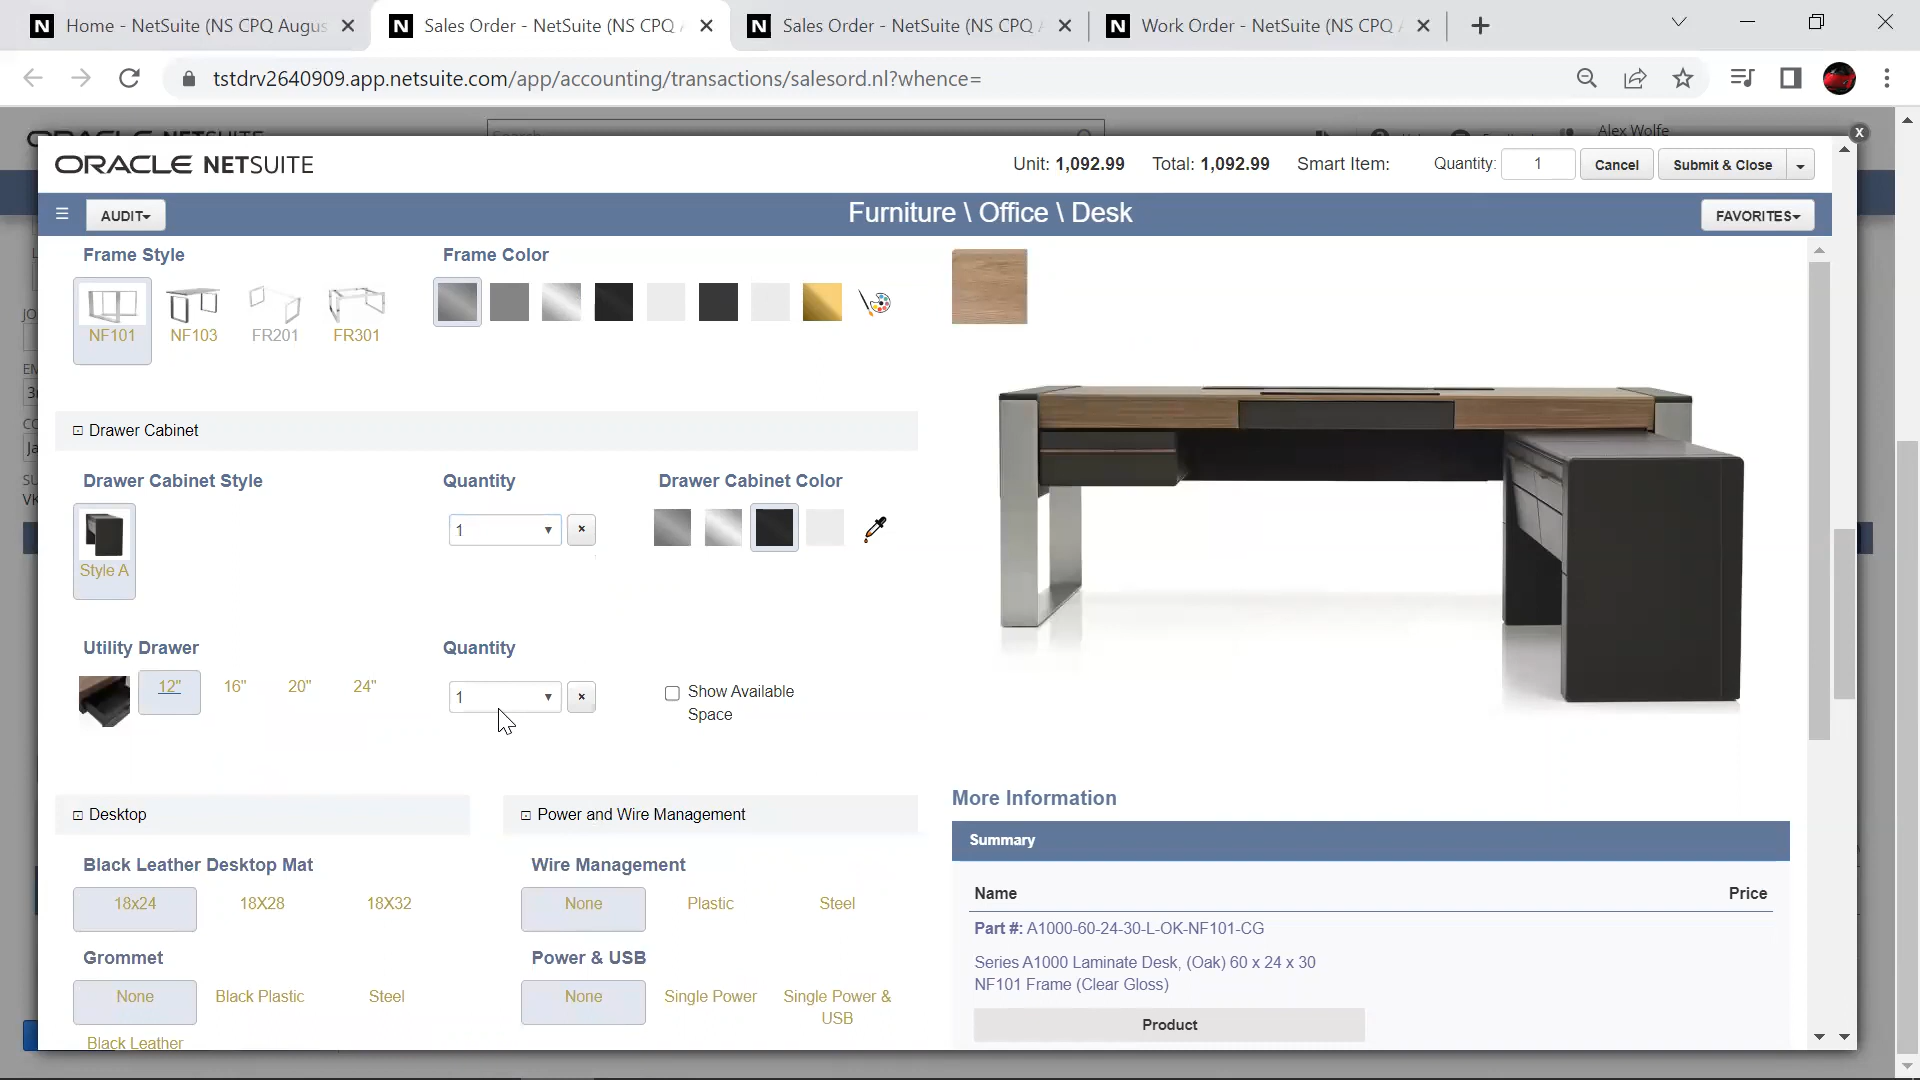 Home - NetSuite (NS CPQ Augus
Sales Order - NetSuite (NS CPQ
Sales Order - NetSuite (NS CPQ
Work Order - NetSuite (NS CPQ
tstdrv2640909.app.netsuite.com/app/accounting/transactions/salesord.nl?whence=
Alex Wolfe
ORACLE NETSUITE
Unit: 1,092.99 Total: 1,092.99 Smart Item: Quantity: 1 Cancel Submit & Close
AUDIT
Furniture \ Office \ Desk
FAVORITES
Frame Style
Frame Color
NF101 NF103 FR201 FR301
Drawer Cabinet
Drawer Cabinet Style
Quantity
Drawer Cabinet Color
1
Style A
Utility Drawer
Quantity
12" 16" 20" 24"
1
Show Available
Space
Desktop
Power and Wire Management
More Information
Summary
Black Leather Desktop Mat
Wire Management
18x24 18X28 18X32
None Plastic Steel
Name Price
Part #: A1000-60-24-30-L-OK-NF101-CG
Grommet
Power & USB
Series A1000 Laminate Desk, (Oak) 60 x 24 x 30
NF101 Frame (Clear Gloss)
None Black Plastic Steel
None Single Power Single Power &
USB
Product
Black Leather